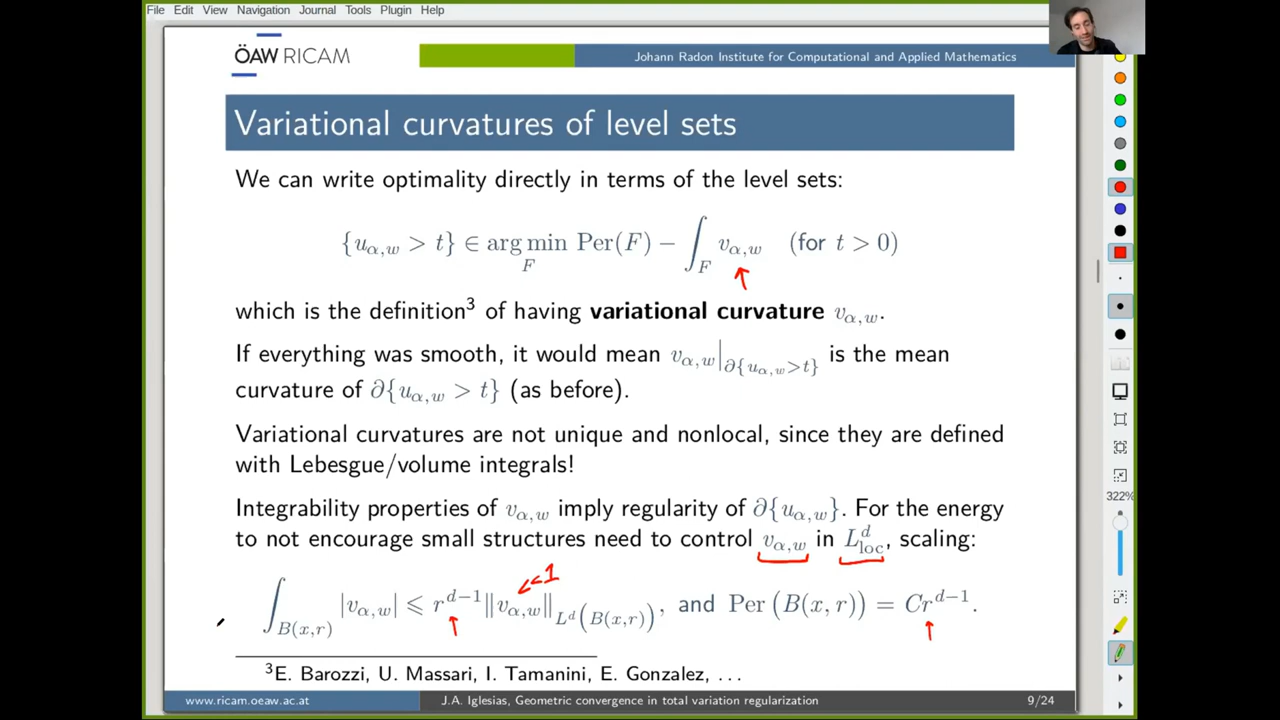 File Edit View Navigation Journal Tools Plugin Help
ÖAW RICAM
Johann Radon Institute for Computational and Applied Mathematics
Variational curvatures of level sets
We can write optimality directly in terms of the level sets:
{u_{α,w} > t} ∈ arg min_F Per(F) − ∫_F v_{α,w} (for t > 0)
which is the definition³ of having variational curvature v_{α,w}.
If everything was smooth, it would mean v_{α,w}|_{∂{u_{α,w}>t}} is the mean
curvature of ∂{u_{α,w} > t} (as before).
Variational curvatures are not unique and nonlocal, since they are defined
with Lebesgue/volume integrals!
Integrability properties of v_{α,w} imply regularity of ∂{u_{α,w}}. For the energy
to not encourage small structures need to control v_{α,w} in L^d_{loc}, scaling:
<<1
∫_{B(x,r)} |v_{α,w}| ⩽ r^{d−1}‖v_{α,w}‖_{L^d(B(x,r))}, and Per(B(x,r)) = Cr^{d−1}.
³E. Barozzi, U. Massari, I. Tamanini, E. Gonzalez, ...
www.ricam.oeaw.ac.at J.A. Iglesias, Geometric convergence in total variation regularization 9/24
322%